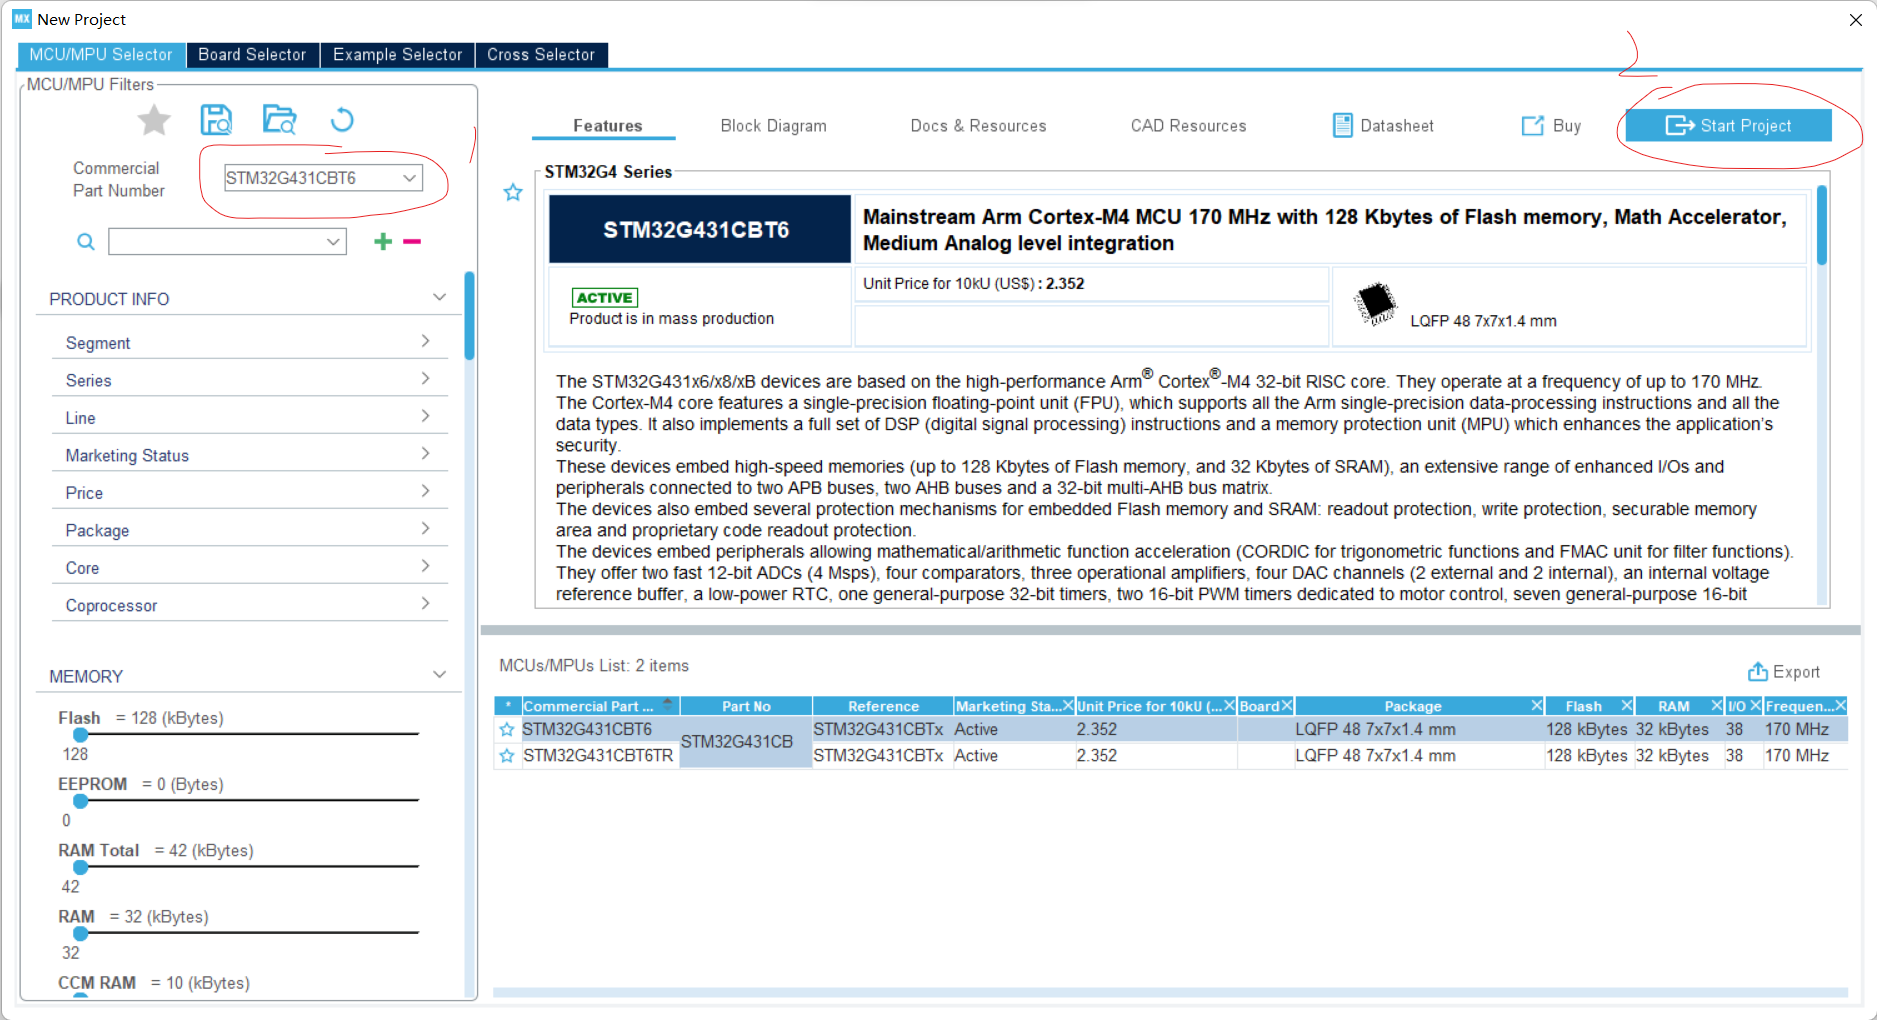 MX New Project
MCU/MPU Selector Board Selector Example Selector Cross Selector
MCU/MPU Filters
Commercial
Part Number
STM32G431CBT6
PRODUCT INFO
Segment
Series
Line
Marketing Status
Price
Package
Core
Coprocessor
MEMORY
Flash = 128 (kBytes)
128
EEPROM = 0 (Bytes)
0
RAM Total = 42 (kBytes)
42
RAM = 32 (kBytes)
32
CCM RAM = 10 (kBytes)
1
2
Features Block Diagram Docs & Resources CAD Resources Datasheet Buy Start Project
STM32G4 Series
STM32G431CBT6
Mainstream Arm Cortex-M4 MCU 170 MHz with 128 Kbytes of Flash memory, Math Accelerator,
Medium Analog level integration
ACTIVE
Product is in mass production
Unit Price for 10kU (US$) : 2.352
LQFP 48 7x7x1.4 mm
The STM32G431x6/x8/xB devices are based on the high-performance Arm® Cortex®-M4 32-bit RISC core. They operate at a frequency of up to 170 MHz.
The Cortex-M4 core features a single-precision floating-point unit (FPU), which supports all the Arm single-precision data-processing instructions and all the
data types. It also implements a full set of DSP (digital signal processing) instructions and a memory protection unit (MPU) which enhances the application's
security.
These devices embed high-speed memories (up to 128 Kbytes of Flash memory, and 32 Kbytes of SRAM), an extensive range of enhanced I/Os and
peripherals connected to two APB buses, two AHB buses and a 32-bit multi-AHB bus matrix.
The devices also embed several protection mechanisms for embedded Flash memory and SRAM: readout protection, write protection, securable memory
area and proprietary code readout protection.
The devices embed peripherals allowing mathematical/arithmetic function acceleration (CORDIC for trigonometric functions and FMAC unit for filter functions).
They offer two fast 12-bit ADCs (4 Msps), four comparators, three operational amplifiers, four DAC channels (2 external and 2 internal), an internal voltage
reference buffer, a low-power RTC, one general-purpose 32-bit timers, two 16-bit PWM timers dedicated to motor control, seven general-purpose 16-bit
MCUs/MPUs List: 2 items
Export
* Commercial Part ... Part No Reference Marketing Sta... Unit Price for 10kU (... Board Package Flash RAM I/O Frequen...
STM32G431CBT6 STM32G431CB STM32G431CBTx Active 2.352 LQFP 48 7x7x1.4 mm 128 kBytes 32 kBytes 38 170 MHz
STM32G431CBT6TR STM32G431CBTx Active 2.352 LQFP 48 7x7x1.4 mm 128 kBytes 32 kBytes 38 170 MHz